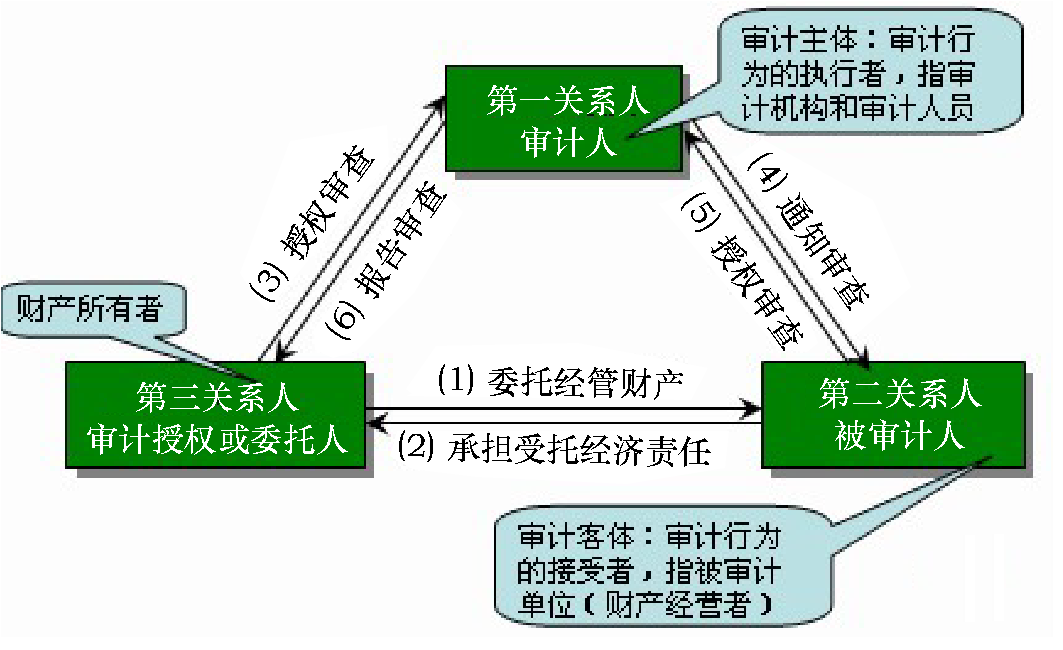 审计主体：审计行
为的执行者，指审
计机构和审计人员
第一关系人
审计人
(3) 授权审查
(6) 报告审查
(4) 通知审查
(5) 授权审查
财产所有者
第三关系人
审计授权或委托人
(1) 委托经管财产
(2) 承担受托经济责任
第二关系人
被审计人
审计客体：审计行为
的接受者，指被审计
单位（财产经营者）